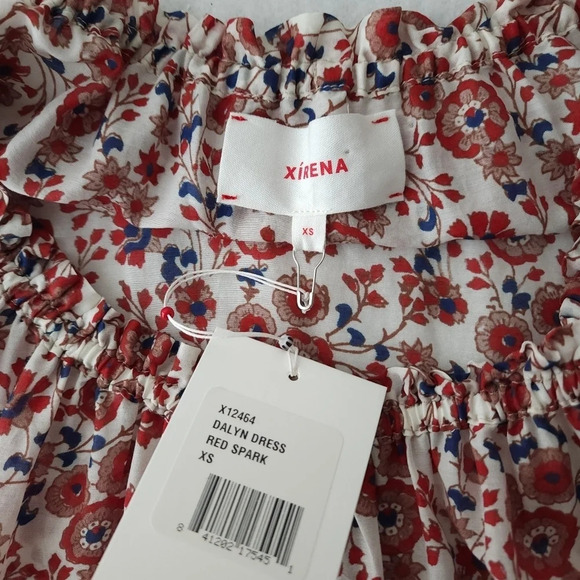 XÍRENA
XS
X12464
DALYN DRESS
RED SPARK
XS
8 41202 17545 1